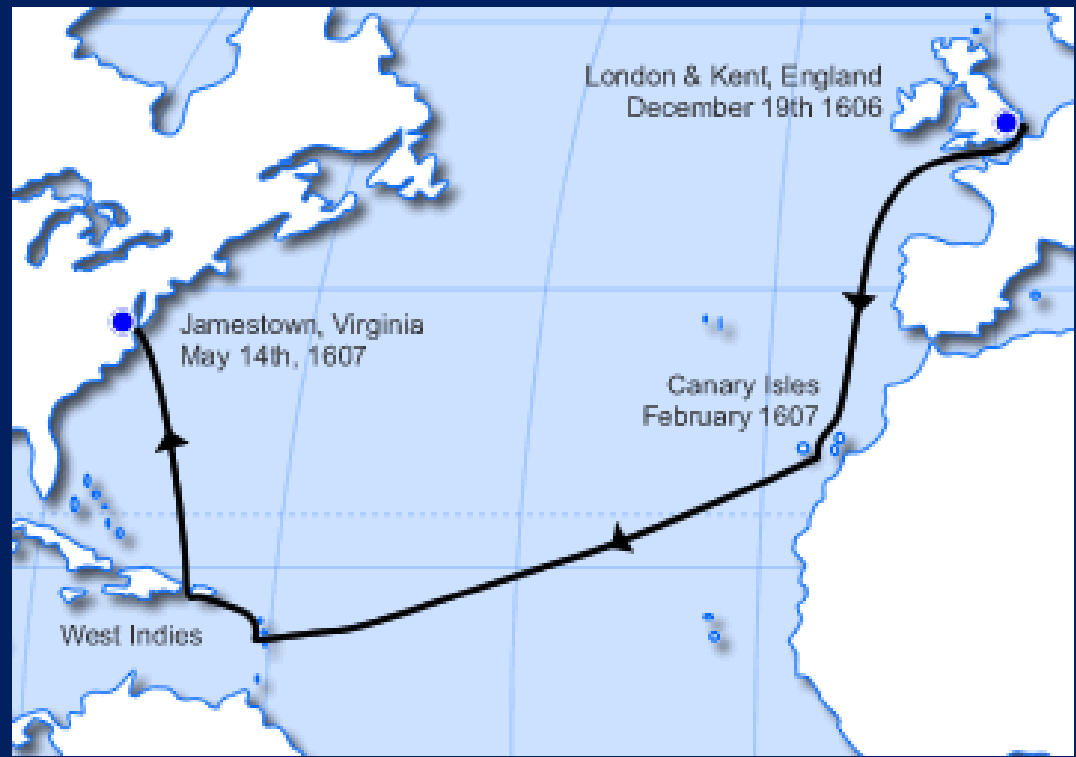 London & Kent, England
December 19th 1606
Jamestown, Virginia
May 14th, 1607
Canary Isles
February 1607
West Indies